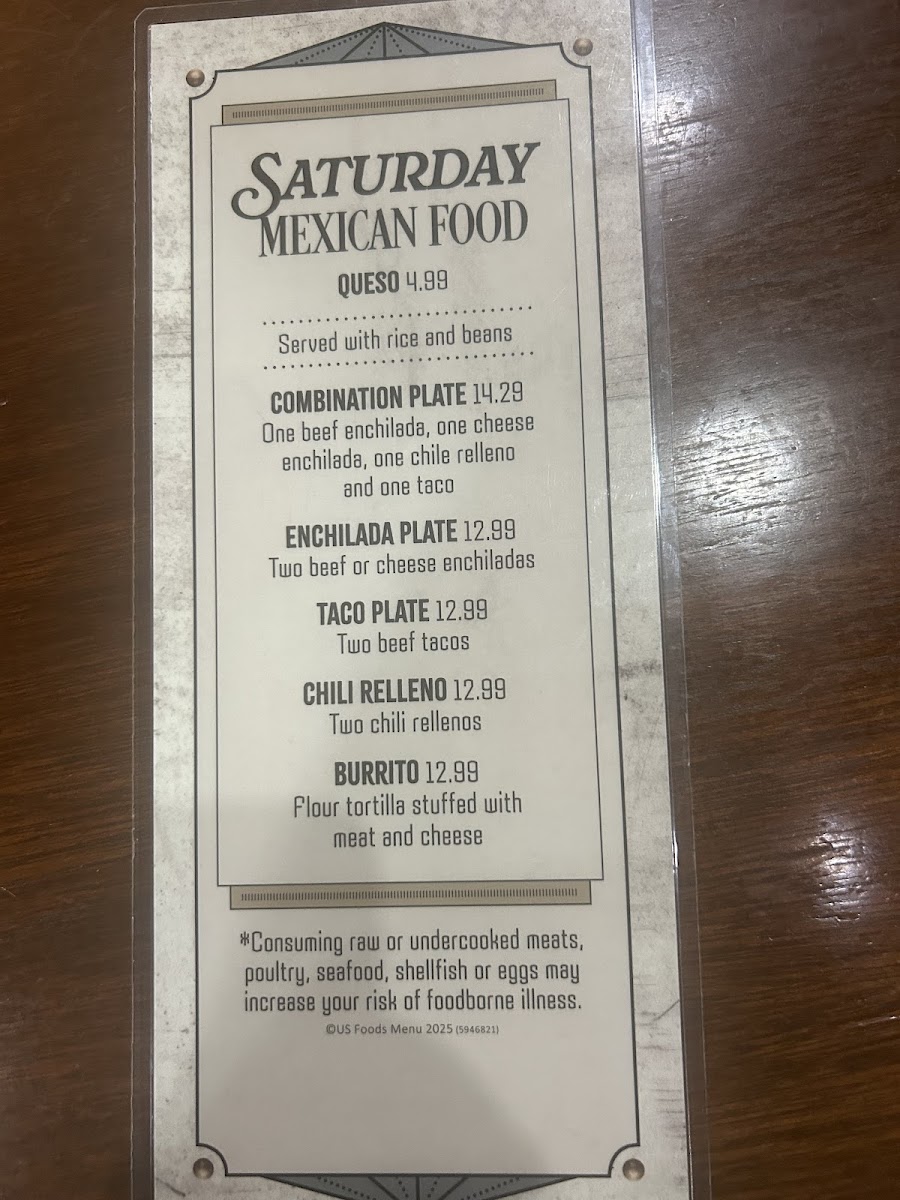 SATURDAY
MEXICAN FOOD
QUESO 4.99
Served with rice and beans
COMBINATION PLATE 14.29
One beef enchilada, one cheese
enchilada, one chile relleno
and one taco
ENCHILADA PLATE 12.99
Two beef or cheese enchiladas
TACO PLATE 12.99
Two beef tacos
CHILI RELLENO 12.99
Two chili rellenos
BURRITO 12.99
Flour tortilla stuffed with
meat and cheese
*Consuming raw or undercooked meats,
poultry, seafood, shellfish or eggs may
increase your risk of foodborne illness.
©US Foods Menu 2025 (5946821)